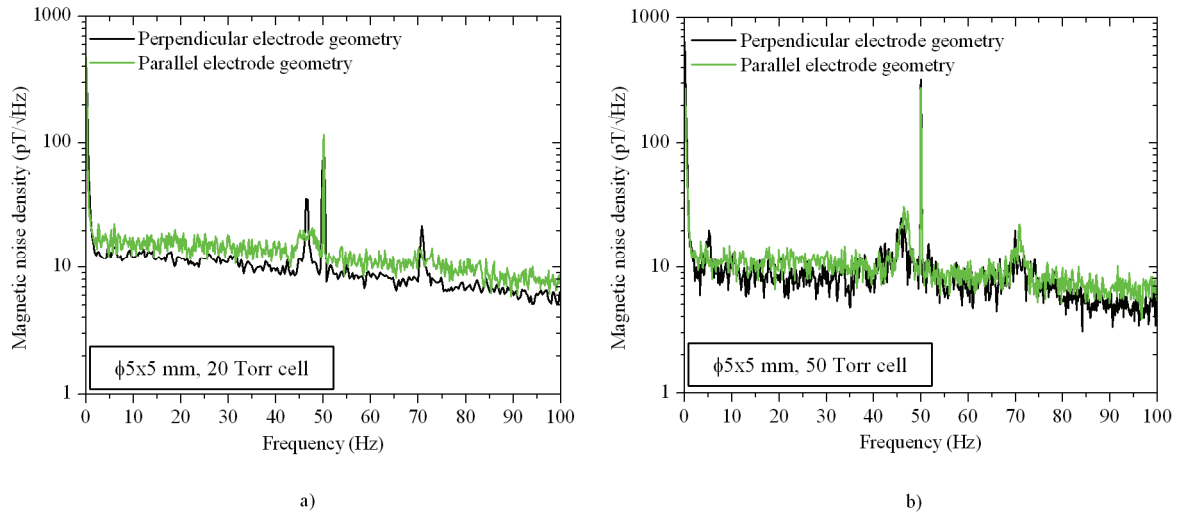 1000
100
10
1
Magnetic noise density (pT/√Hz)
Perpendicular electrode geometry
Parallel electrode geometry
ϕ5x5 mm, 20 Torr cell
0 10 20 30 40 50 60 70 80 90 100
Frequency (Hz)
a)
1000
100
10
1
Magnetic noise density (pT/√Hz)
Perpendicular electrode geometry
Parallel electrode geometry
ϕ5x5 mm, 50 Torr cell
0 10 20 30 40 50 60 70 80 90 100
Frequency (Hz)
b)